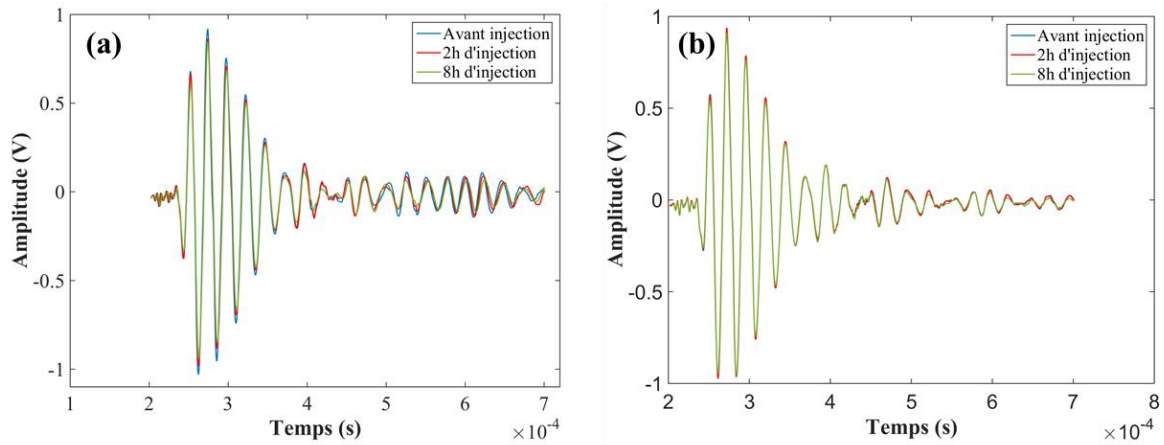 (a)
Avant injection
2h d'injection
8h d'injection
1
0.5
0
-0.5
-1
Amplitude (V)
1
2
3
4
5
6
7
Temps (s)
×10⁻⁴
(b)
Avant injection
2h d'injection
8h d'injection
1
0.5
0
-0.5
-1
Amplitude (V)
2
3
4
5
6
7
8
Temps (s)
×10⁻⁴